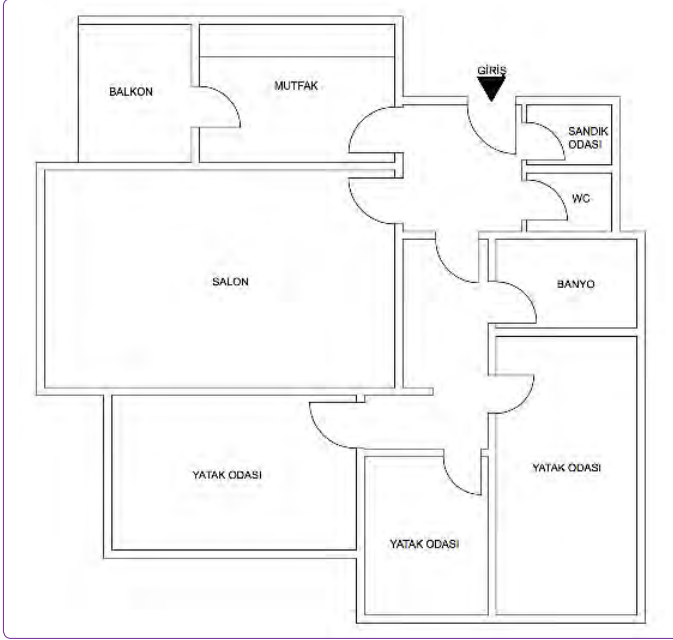 GİRİŞ
BALKON
MUTFAK
SANDIK
ODASI
WC
SALON
BANYO
YATAK ODASI
YATAK ODASI
YATAK ODASI